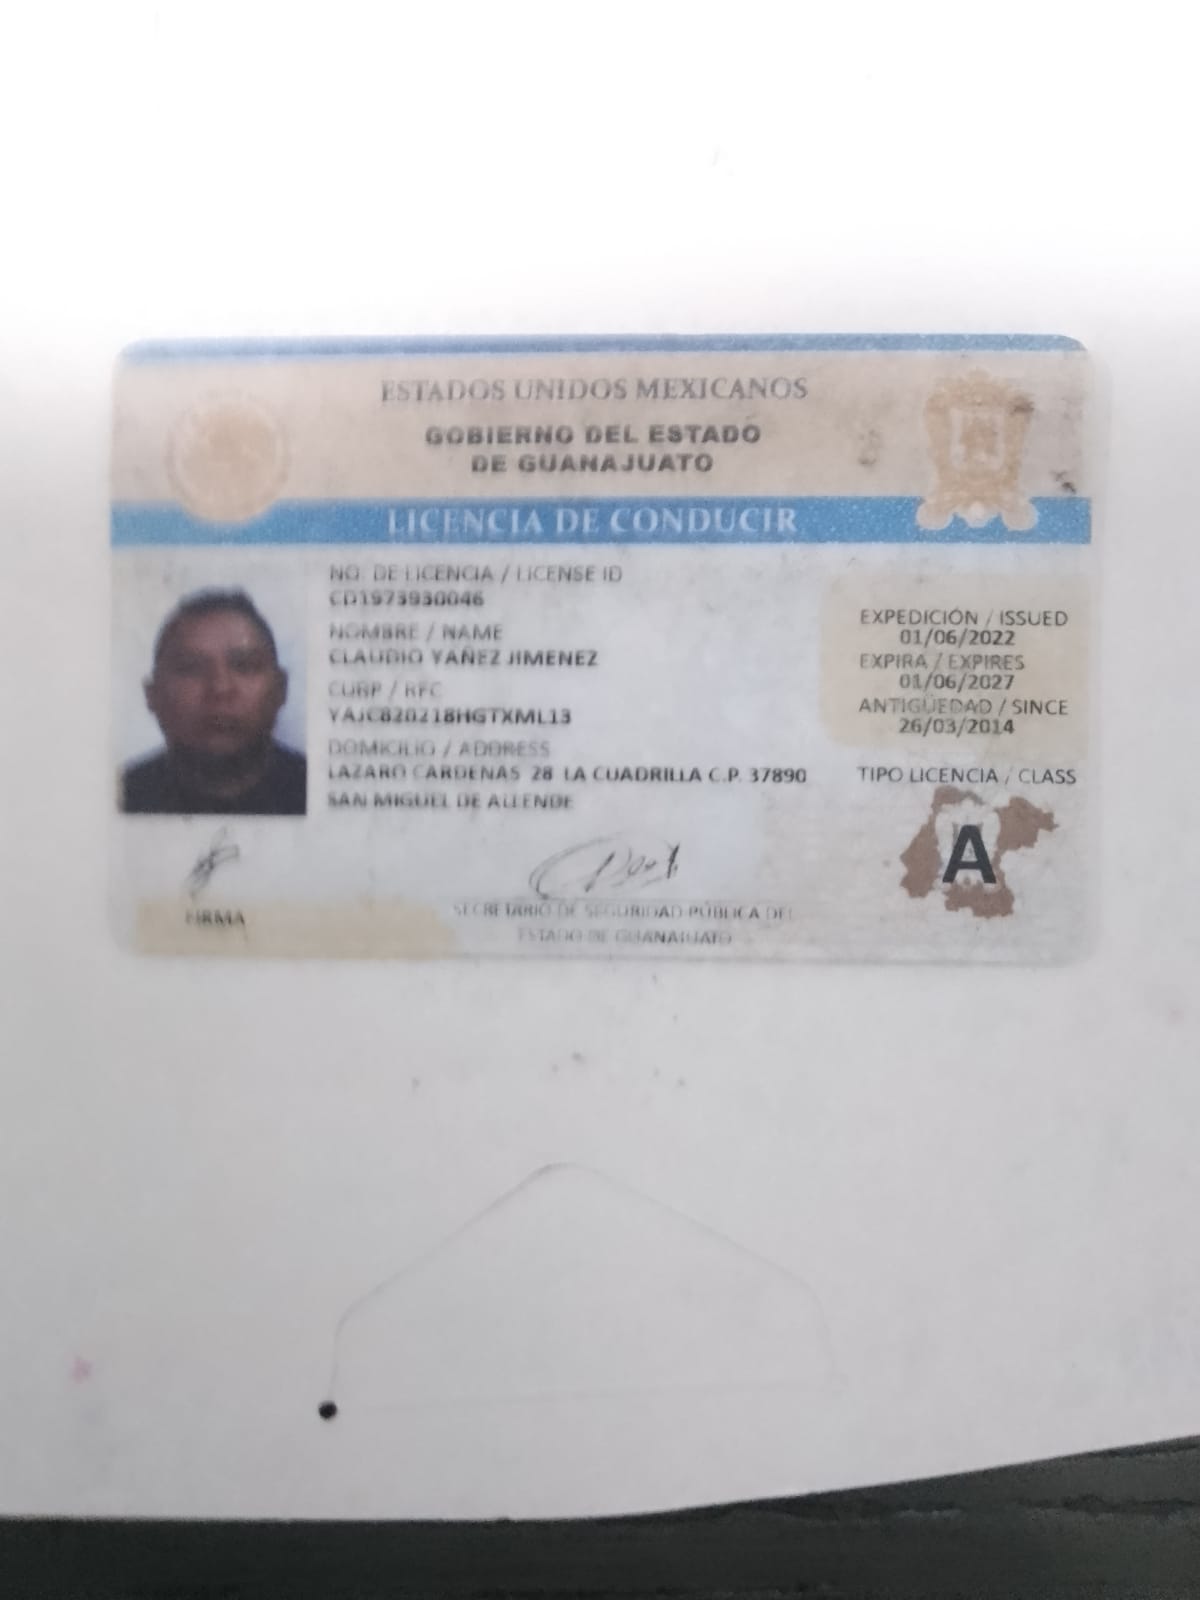 ESTADOS UNIDOS MEXICANOS
GOBIERNO DEL ESTADO
DE GUANAJUATO
LICENCIA DE CONDUCIR
NO. DE LICENCIA / LICENSE ID
CD1973930046
NOMBRE / NAME
CLAUDIO YAÑEZ JIMENEZ
CURP / RFC
YAJC820218HGTXML13
DOMICILIO / ADDRESS
LAZARO CARDENAS 28 LA CUADRILLA C.P. 37890
SAN MIGUEL DE ALLENDE
EXPEDICIÓN / ISSUED
01/06/2022
EXPIRA / EXPIRES
01/06/2027
ANTIGÜEDAD / SINCE
26/03/2014
TIPO LICENCIA / CLASS
A
FIRMA
SECRETARIO DE SEGURIDAD PÚBLICA DEL
ESTADO DE GUANAJUATO